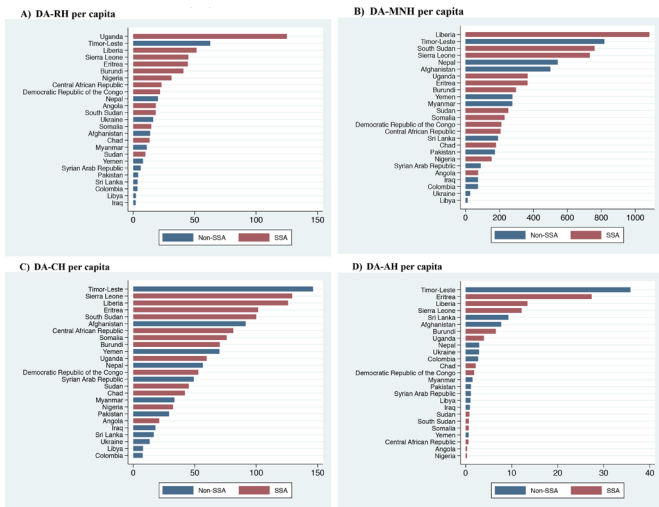 A) DA-RH per capita
Uganda
Timor-Leste
Liberia
Sierra Leone
Eritrea
Burundi
Nigeria
Central African Republic
Democratic Republic of the Congo
Nepal
Angola
South Sudan
Ukraine
Somalia
Afghanistan
Chad
Myanmar
Sudan
Yemen
Syrian Arab Republic
Pakistan
Sri Lanka
Colombia
Libya
Iraq
0 50 100 150
Non-SSA SSA
B) DA-MNH per capita
Liberia
Timor-Leste
South Sudan
Sierra Leone
Nepal
Afghanistan
Uganda
Eritrea
Burundi
Yemen
Myanmar
Sudan
Somalia
Democratic Republic of the Congo
Central African Republic
Sri Lanka
Chad
Pakistan
Nigeria
Syrian Arab Republic
Angola
Iraq
Colombia
Ukraine
Libya
0 200 400 600 800 1000
Non-SSA SSA
C) DA-CH per capita
Timor-Leste
Sierra Leone
Liberia
Eritrea
South Sudan
Afghanistan
Central African Republic
Somalia
Burundi
Yemen
Uganda
Nepal
Democratic Republic of the Congo
Syrian Arab Republic
Sudan
Chad
Myanmar
Nigeria
Pakistan
Angola
Iraq
Sri Lanka
Ukraine
Libya
Colombia
0 50 100 150
Non-SSA SSA
D) DA-AH per capita
Timor-Leste
Eritrea
Liberia
Sierra Leone
Sri Lanka
Afghanistan
Burundi
Uganda
Nepal
Ukraine
Colombia
Chad
Democratic Republic of the Congo
Myanmar
Pakistan
Syrian Arab Republic
Libya
Iraq
Sudan
South Sudan
Somalia
Yemen
Central African Republic
Angola
Nigeria
0 10 20 30 40
Non-SSA SSA